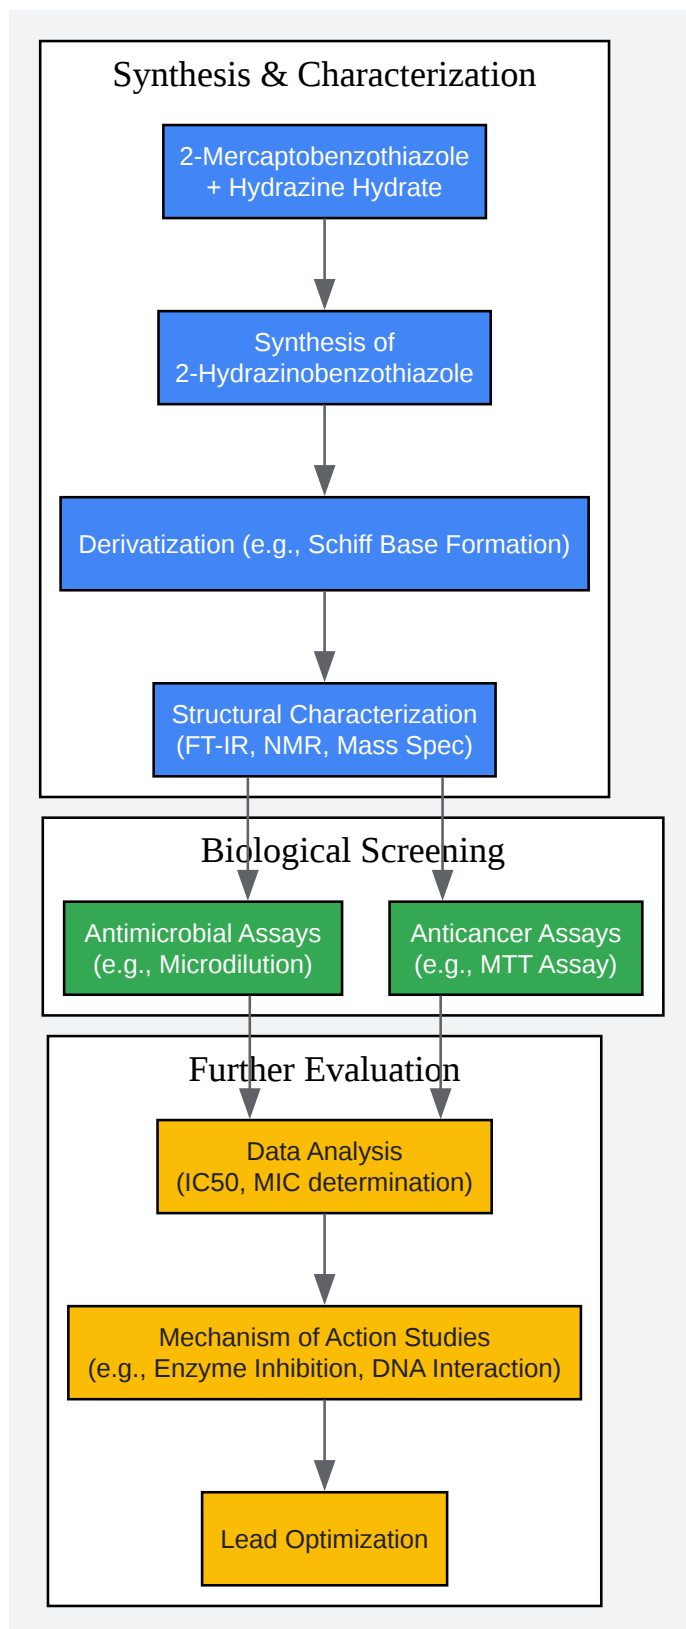 Synthesis & Characterization
2-Mercaptobenzothiazole
+ Hydrazine Hydrate
Synthesis of
2-Hydrazinobenzothiazole
Derivatization (e.g., Schiff Base Formation)
Structural Characterization
(FT-IR, NMR, Mass Spec)
Biological Screening
Antimicrobial Assays
(e.g., Microdilution)
Anticancer Assays
(e.g., MTT Assay)
Further Evaluation
Data Analysis
(IC50, MIC determination)
Mechanism of Action Studies
(e.g., Enzyme Inhibition, DNA Interaction)
Lead Optimization